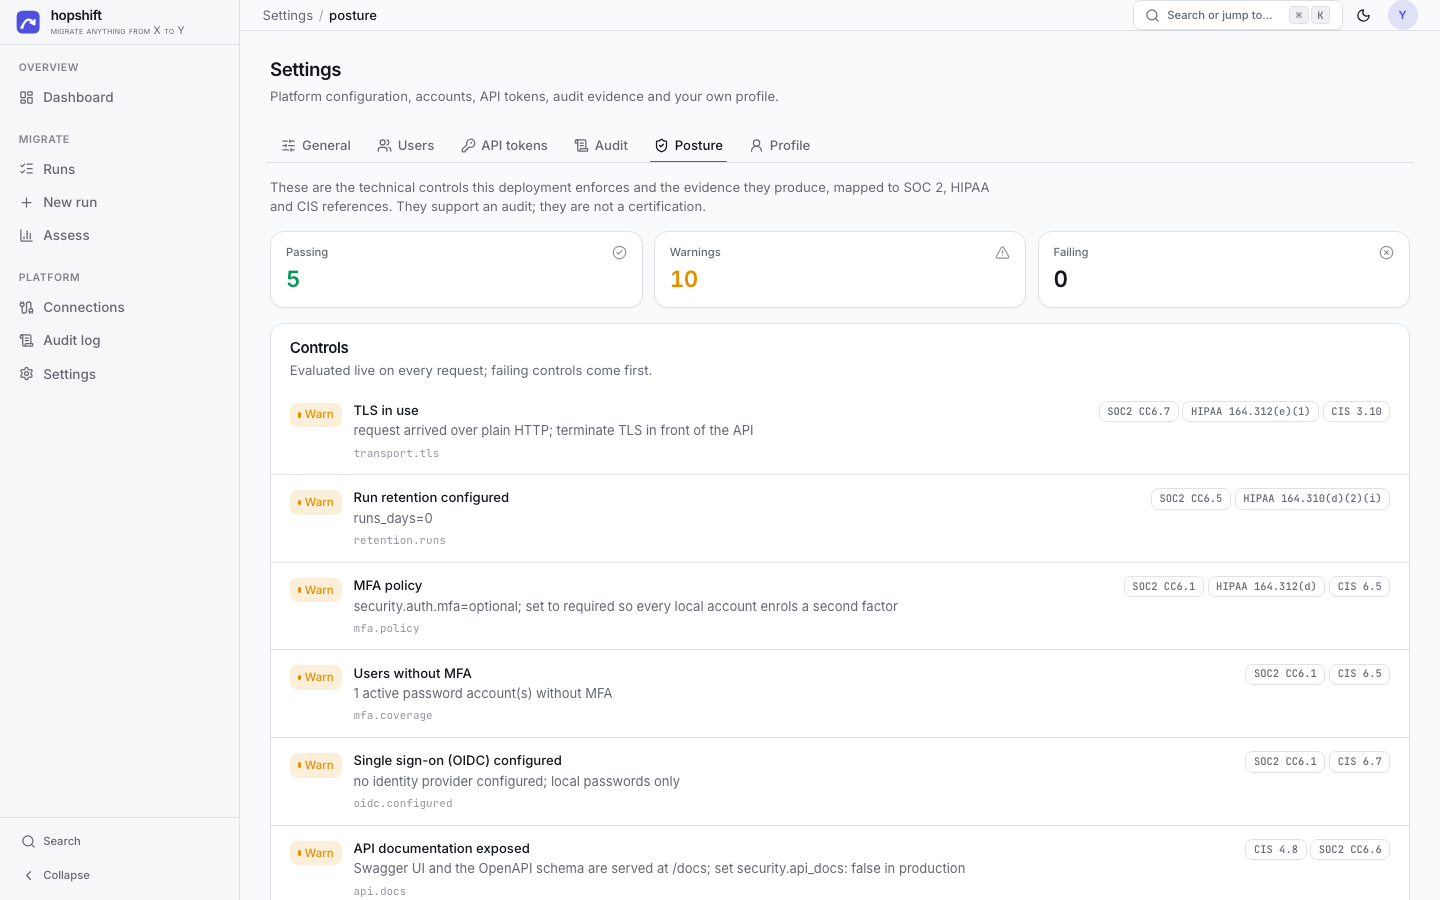 hopshift
MIGRATE ANYTHING FROM X TO Y
Settings / posture
Search or jump to... ⌘ K
Y
OVERVIEW
Dashboard
MIGRATE
Runs
New run
Assess
PLATFORM
Connections
Audit log
Settings
Search
Collapse
Settings
Platform configuration, accounts, API tokens, audit evidence and your own profile.
General Users API tokens Audit Posture Profile
These are the technical controls this deployment enforces and the evidence they produce, mapped to SOC 2, HIPAA
and CIS references. They support an audit; they are not a certification.
Passing
5
Warnings
10
Failing
0
Controls
Evaluated live on every request; failing controls come first.
Warn TLS in use SOC2 CC6.7 HIPAA 164.312(e)(1) CIS 3.10
request arrived over plain HTTP; terminate TLS in front of the API
transport.tls
Warn Run retention configured SOC2 CC6.5 HIPAA 164.310(d)(2)(i)
runs_days=0
retention.runs
Warn MFA policy SOC2 CC6.1 HIPAA 164.312(d) CIS 6.5
security.auth.mfa=optional; set to required so every local account enrols a second factor
mfa.policy
Warn Users without MFA SOC2 CC6.1 CIS 6.5
1 active password account(s) without MFA
mfa.coverage
Warn Single sign-on (OIDC) configured SOC2 CC6.1 CIS 6.7
no identity provider configured; local passwords only
oidc.configured
Warn API documentation exposed CIS 4.8 SOC2 CC6.6
Swagger UI and the OpenAPI schema are served at /docs; set security.api_docs: false in production
api.docs